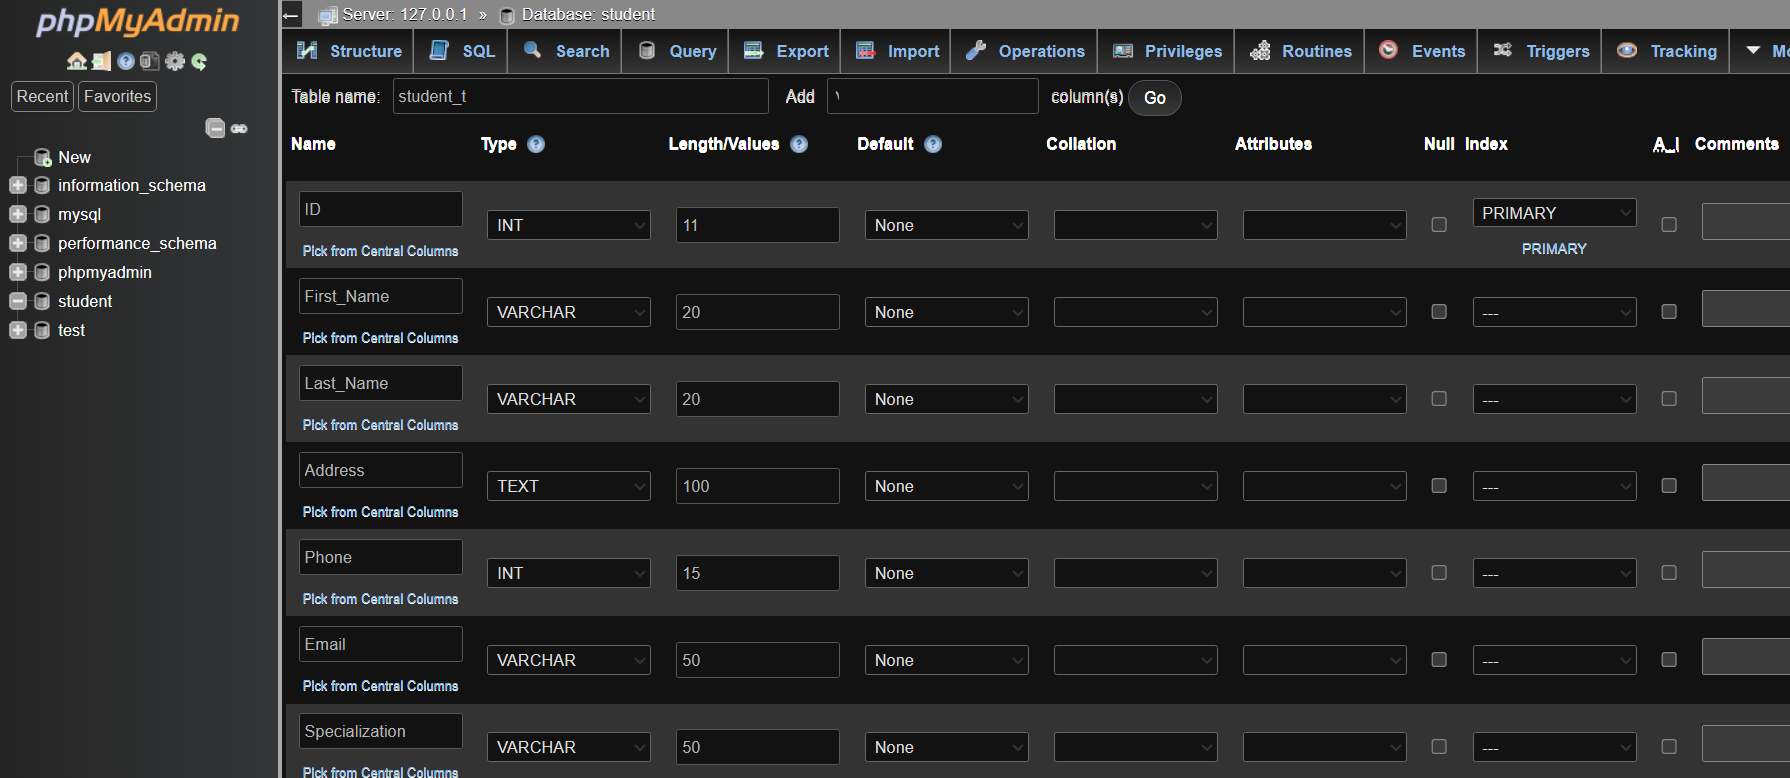 phpMyAdmin
Recent Favorites
New
information_schema
mysql
performance_schema
phpmyadmin
student
test
Server: 127.0.0.1 » Database: student
Structure SQL Search Query Export Import Operations Privileges Routines Events Triggers Tracking
Table name: student_t Add column(s) Go
Name Type Length/Values Default Collation Attributes Null Index A_I Comments
ID INT 11 None PRIMARY
Pick from Central Columns PRIMARY
First_Name VARCHAR 20 None ---
Pick from Central Columns
Last_Name VARCHAR 20 None ---
Pick from Central Columns
Address TEXT 100 None ---
Pick from Central Columns
Phone INT 15 None ---
Pick from Central Columns
Email VARCHAR 50 None ---
Pick from Central Columns
Specialization VARCHAR 50 None ---
Pick from Central Columns